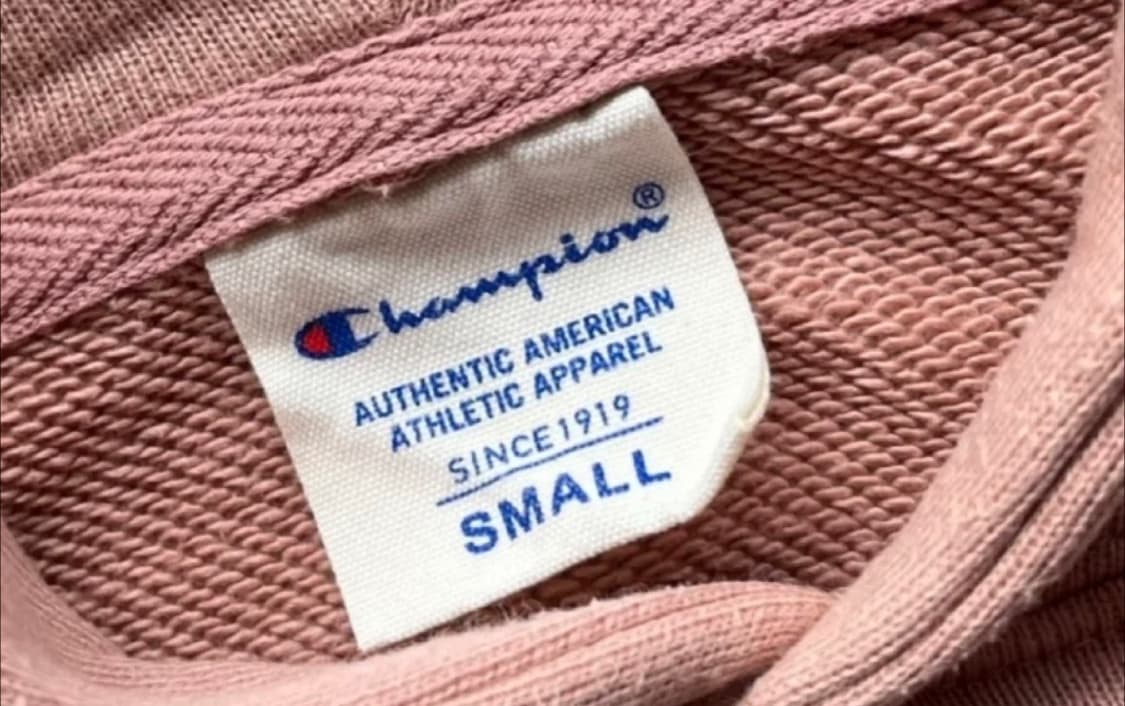 Champion®
AUTHENTIC AMERICAN
ATHLETIC APPAREL
SINCE 1919
SMALL